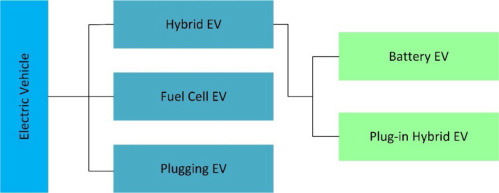 Electric Vehicle
Hybrid EV
Fuel Cell EV
Plugging EV
Battery EV
Plug-in Hybrid EV